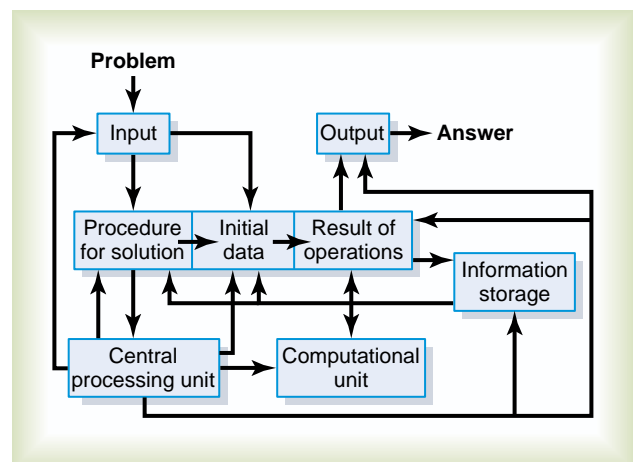 Problem
Input
Output
Answer
Procedure
for solution
Initial
data
Result of
operations
Information
storage
Central
processing unit
Computational
unit